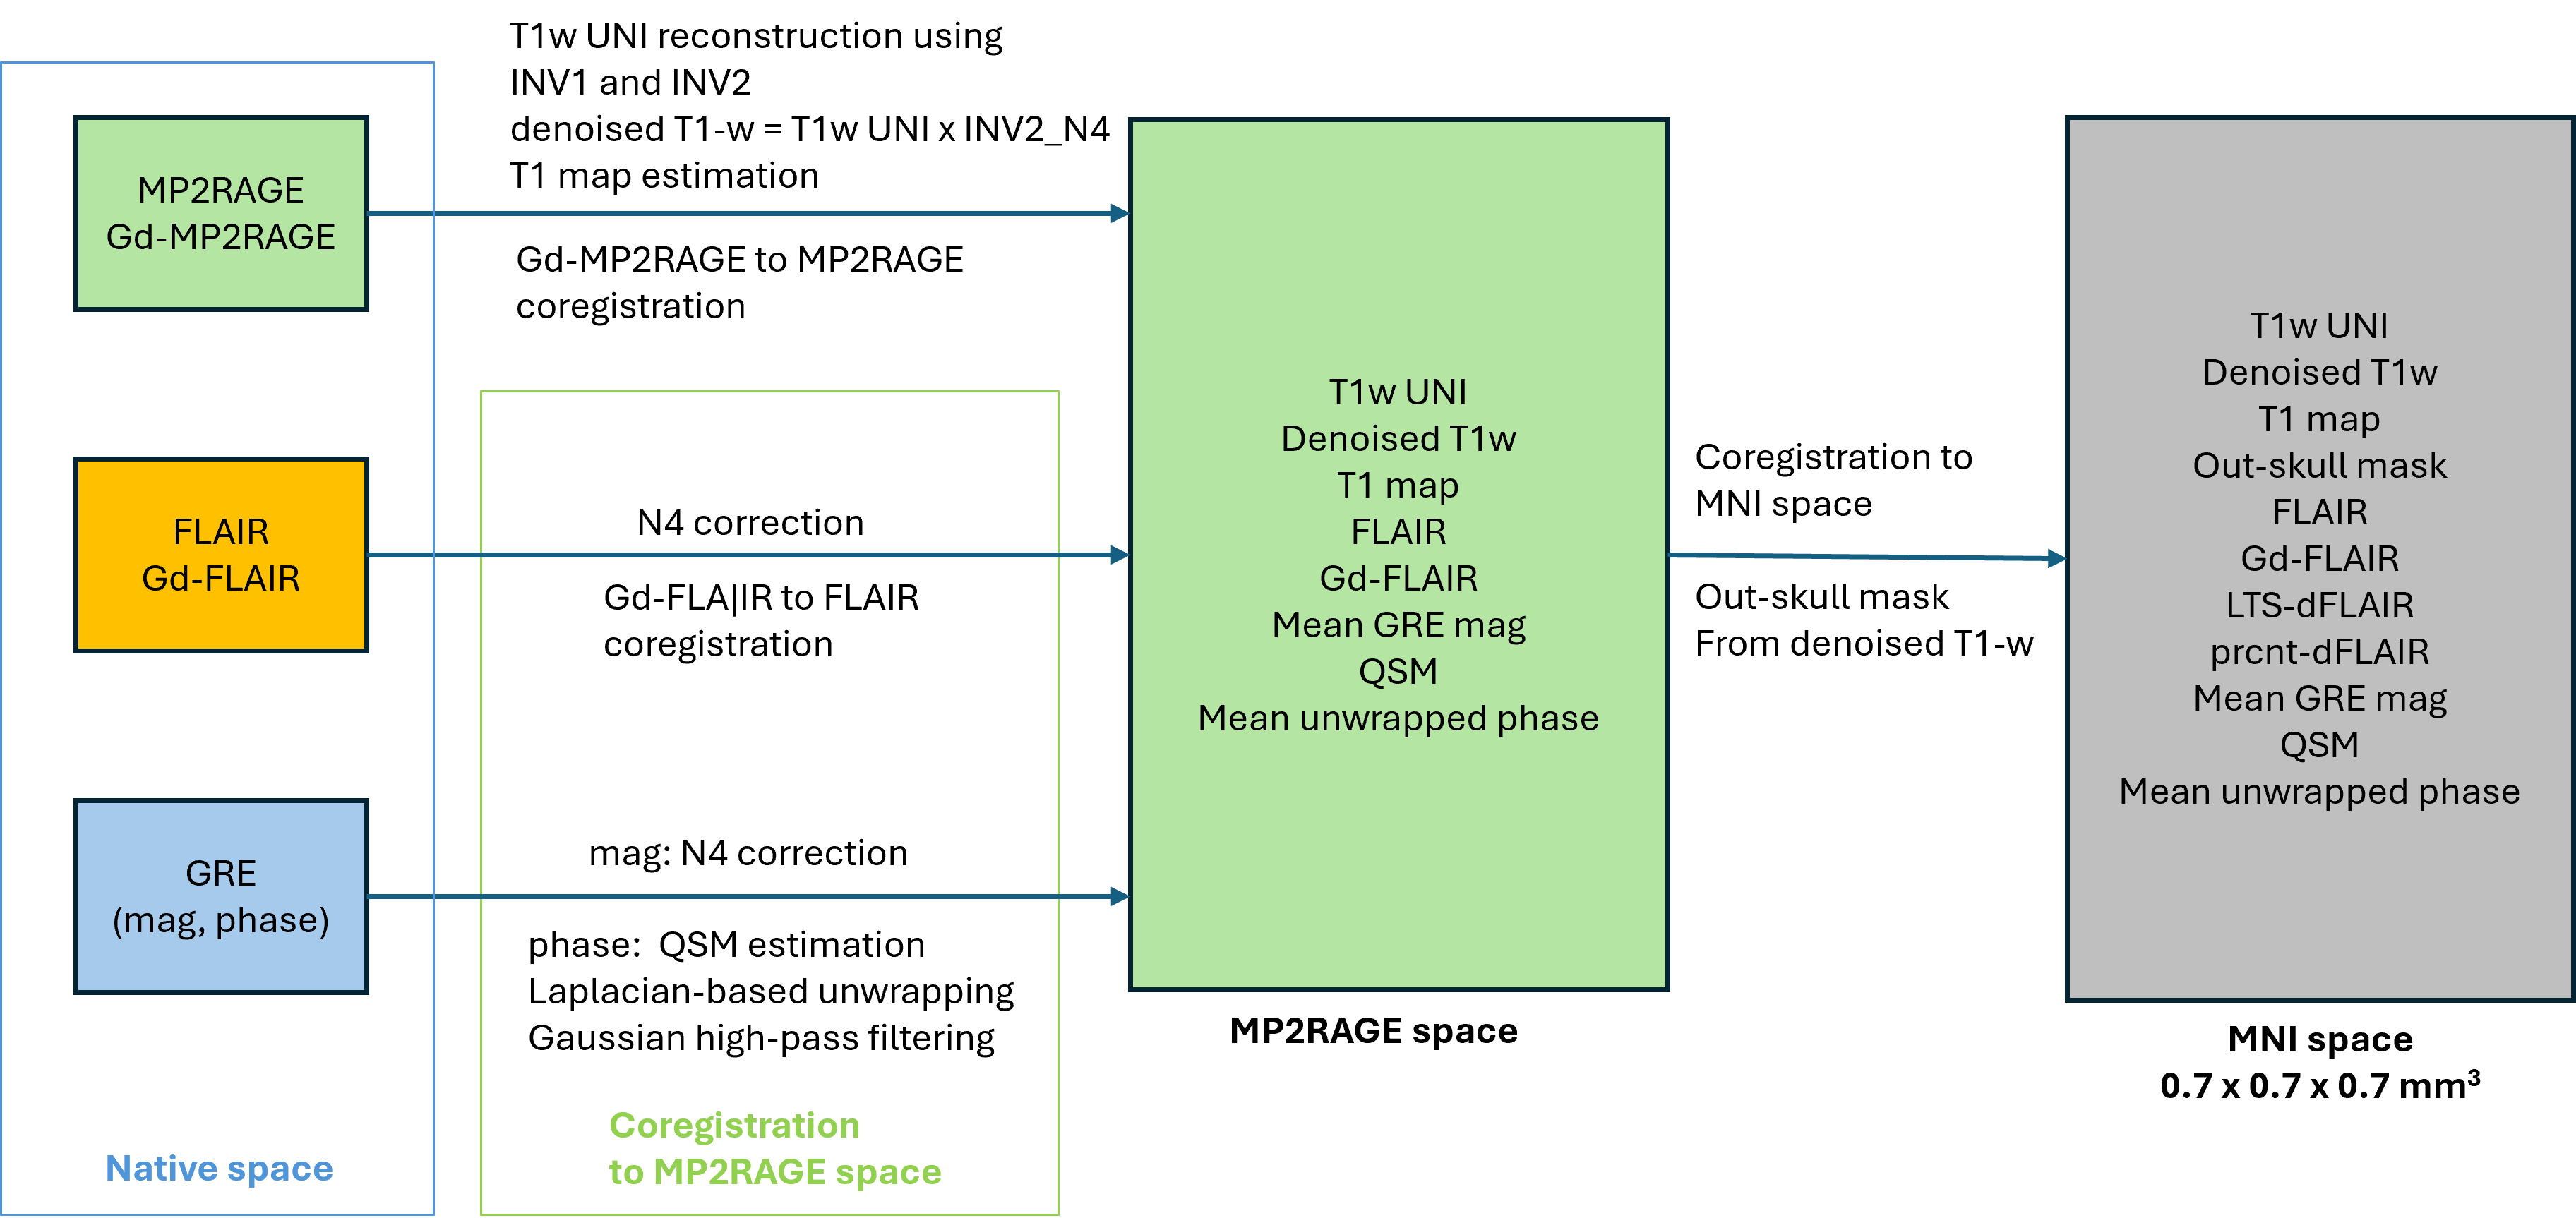 T1w UNI reconstruction using
INV1 and INV2
denoised T1-w = T1w UNI x INV2_N4
T1 map estimation
MP2RAGE
Gd-MP2RAGE
Gd-MP2RAGE to MP2RAGE
coregistration
FLAIR
Gd-FLAIR
N4 correction
Gd-FLA|IR to FLAIR
coregistration
GRE
(mag, phase)
mag: N4 correction
phase:  QSM estimation
Laplacian-based unwrapping
Gaussian high-pass filtering
Native space
Coregistration
to MP2RAGE space
T1w UNI
Denoised T1w
T1 map
FLAIR
Gd-FLAIR
Mean GRE mag
QSM
Mean unwrapped phase
MP2RAGE space
Coregistration to
MNI space
Out-skull mask
From denoised T1-w
T1w UNI
Denoised T1w
T1 map
Out-skull mask
FLAIR
Gd-FLAIR
LTS-dFLAIR
prcnt-dFLAIR
Mean GRE mag
QSM
Mean unwrapped phase
MNI space
0.7 x 0.7 x 0.7 mm³